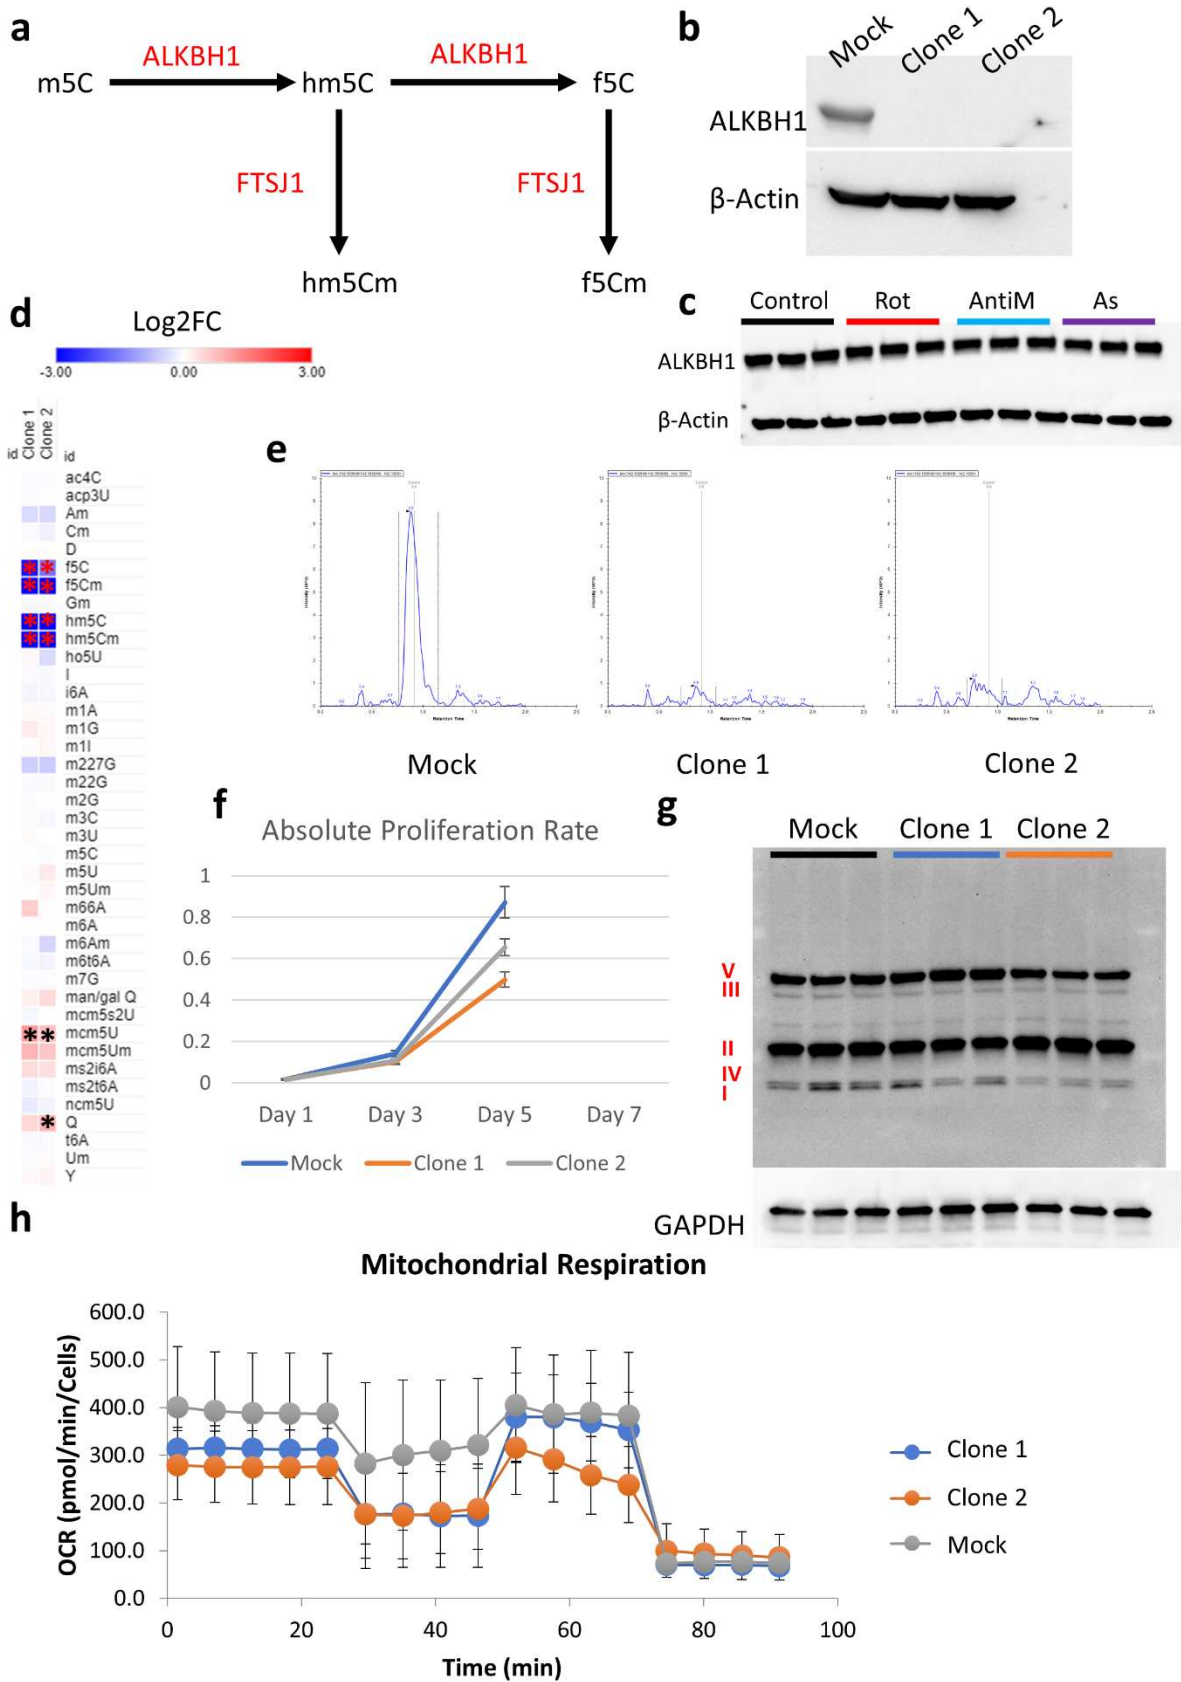 a
m5C
ALKBH1
hm5C
ALKBH1
f5C
FTSJ1
FTSJ1
hm5Cm
f5Cm
b
Mock
Clone 1
Clone 2
ALKBH1
β-Actin
c
Control
Rot
AntiM
As
ALKBH1
β-Actin
d
Log2FC
-3.00
0.00
3.00
id
Clone 1
Clone 2
id
ac4C
acp3U
Am
Cm
D
f5C
f5Cm
Gm
hm5C
hm5Cm
ho5U
I
i6A
m1A
m1G
m1I
m227G
m22G
m2G
m3C
m3U
m5C
m5U
m5Um
m66A
m6A
m6Am
m6t6A
m7G
man/gal Q
mcm5s2U
mcm5U
mcm5Um
ms2i6A
ms2t6A
ncm5U
Q
t6A
Um
Y
e
Retention Time
Retention Time
Retention Time
Mock
Clone 1
Clone 2
f
Absolute Proliferation Rate
1
0.8
0.6
0.4
0.2
0
Day 1
Day 3
Day 5
Day 7
Mock
Clone 1
Clone 2
g
Mock
Clone 1
Clone 2
V
III
II
IV
I
GAPDH
h
Mitochondrial Respiration
OCR (pmol/min/Cells)
600.0
500.0
400.0
300.0
200.0
100.0
0.0
0
20
40
60
80
100
Time (min)
Clone 1
Clone 2
Mock